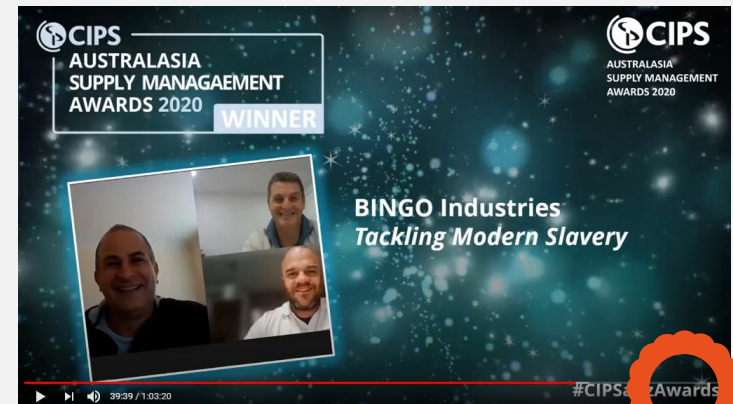 CIPS
AUSTRALASIA
SUPPLY MANAGAEMENT
AWARDS 2020
WINNER
CIPS
AUSTRALASIA
SUPPLY MANAGEMENT
AWARDS 2020
BINGO Industries
Tackling Modern Slavery
39:39 / 1:03:20